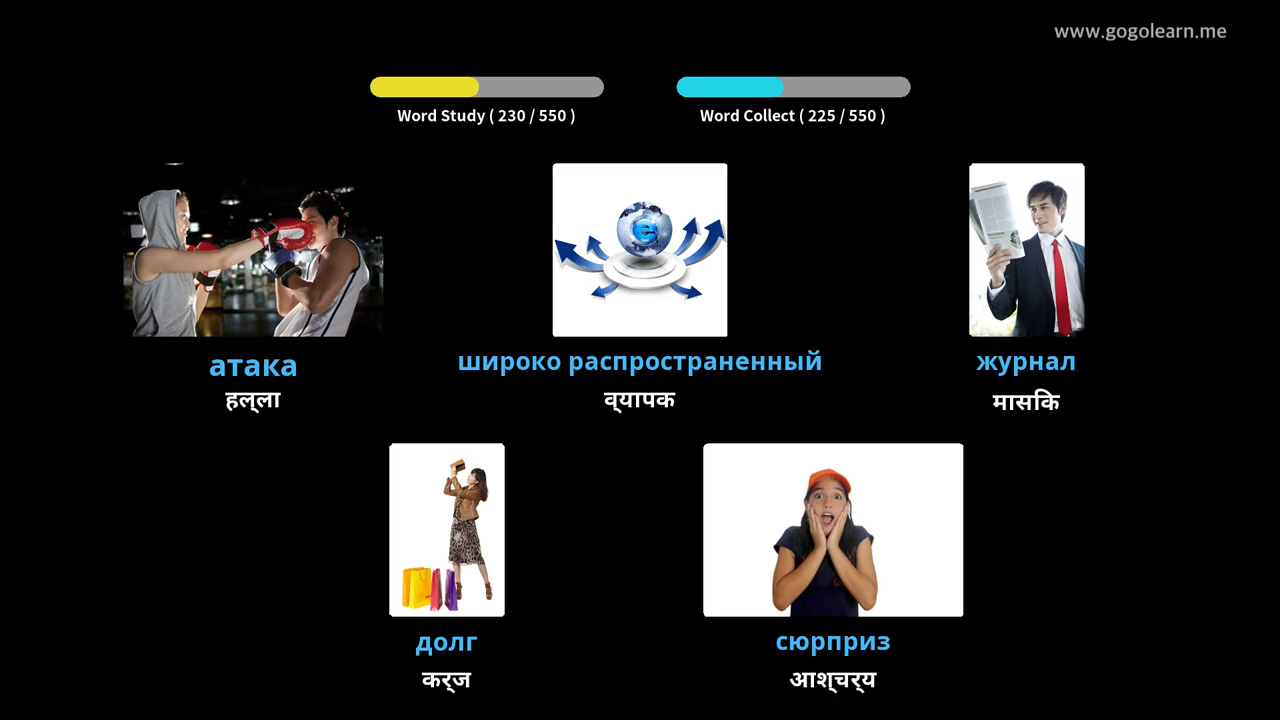 www.gogolearn.me
Word Study ( 230 / 550 )
Word Collect ( 225 / 550 )
атака
हल्ला
широко распространенный
व्यापक
журнал
मासिक
долг
कर्ज
сюрприз
आश्चर्य